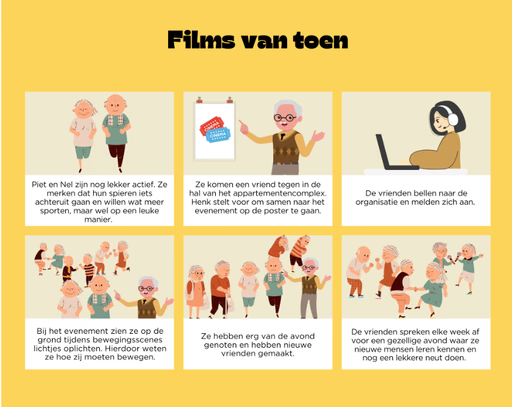 Films van toen
CINEMA
CINEMA
Piet en Nel zijn nog lekker actief. Ze
merken dat hun spieren iets
achteruit gaan en willen wat meer
sporten, maar wel op een leuke
manier.
Ze komen een vriend tegen in de
hal van het appartementencomplex.
Henk stelt voor om samen naar het
evenement op de poster te gaan.
De vrienden bellen naar de
organisatie en melden zich aan.
Bij het evenement zien ze op de
grond tijdens bewegingsscenes
lichtjes oplichten. Hierdoor weten
ze hoe zij moeten bewegen.
Ze hebben erg van de avond
genoten en hebben nieuwe
vrienden gemaakt.
De vrienden spreken elke week af
voor een gezellige avond waar ze
nieuwe mensen leren kennen en
nog een lekkere neut doen.